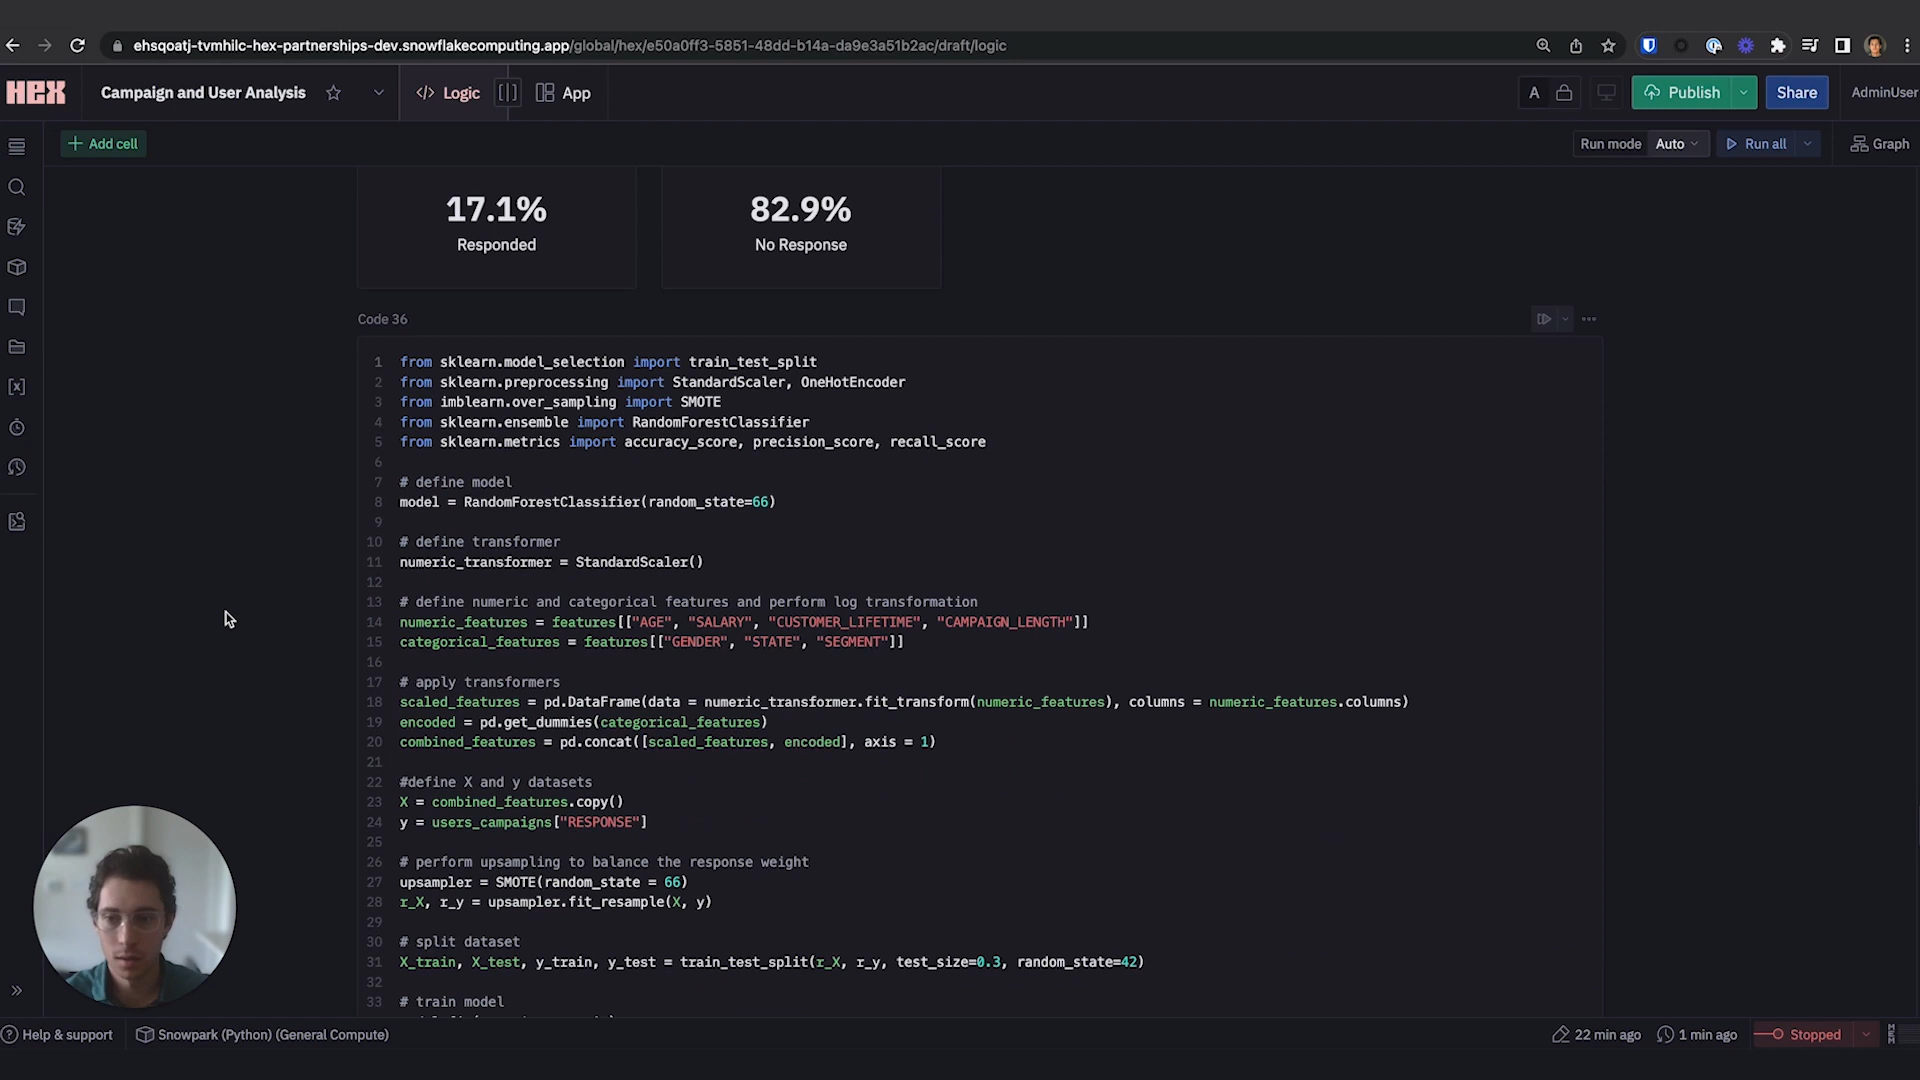 ehsqoatj-tvmhilc-hex-partnerships-dev.snowflakecomputing.app/global/hex/e50a0ff3-5851-48dd-b14a-da9e3a51b2ac/draft/logic
HEX Campaign and User Analysis </> Logic App A Publish Share AdminUser
+ Add cell Run mode Auto Run all Graph
17.1% 82.9%
Responded No Response
Code 36
1 from sklearn.model_selection import train_test_split
2 from sklearn.preprocessing import StandardScaler, OneHotEncoder
3 from imblearn.over_sampling import SMOTE
4 from sklearn.ensemble import RandomForestClassifier
5 from sklearn.metrics import accuracy_score, precision_score, recall_score
6
7 # define model
8 model = RandomForestClassifier(random_state=66)
9
10 # define transformer
11 numeric_transformer = StandardScaler()
12
13 # define numeric and categorical features and perform log transformation
14 numeric_features = features[["AGE", "SALARY", "CUSTOMER_LIFETIME", "CAMPAIGN_LENGTH"]]
15 categorical_features = features[["GENDER", "STATE", "SEGMENT"]]
16
17 # apply transformers
18 scaled_features = pd.DataFrame(data = numeric_transformer.fit_transform(numeric_features), columns = numeric_features.columns)
19 encoded = pd.get_dummies(categorical_features)
20 combined_features = pd.concat([scaled_features, encoded], axis = 1)
21
22 #define X and y datasets
23 X = combined_features.copy()
24 y = users_campaigns["RESPONSE"]
25
26 # perform upsampling to balance the response weight
27 upsampler = SMOTE(random_state = 66)
28 r_X, r_y = upsampler.fit_resample(X, y)
29
30 # split dataset
31 X_train, X_test, y_train, y_test = train_test_split(r_X, r_y, test_size=0.3, random_state=42)
32
33 # train model
Help & support Snowpark (Python) (General Compute) 22 min ago 1 min ago Stopped